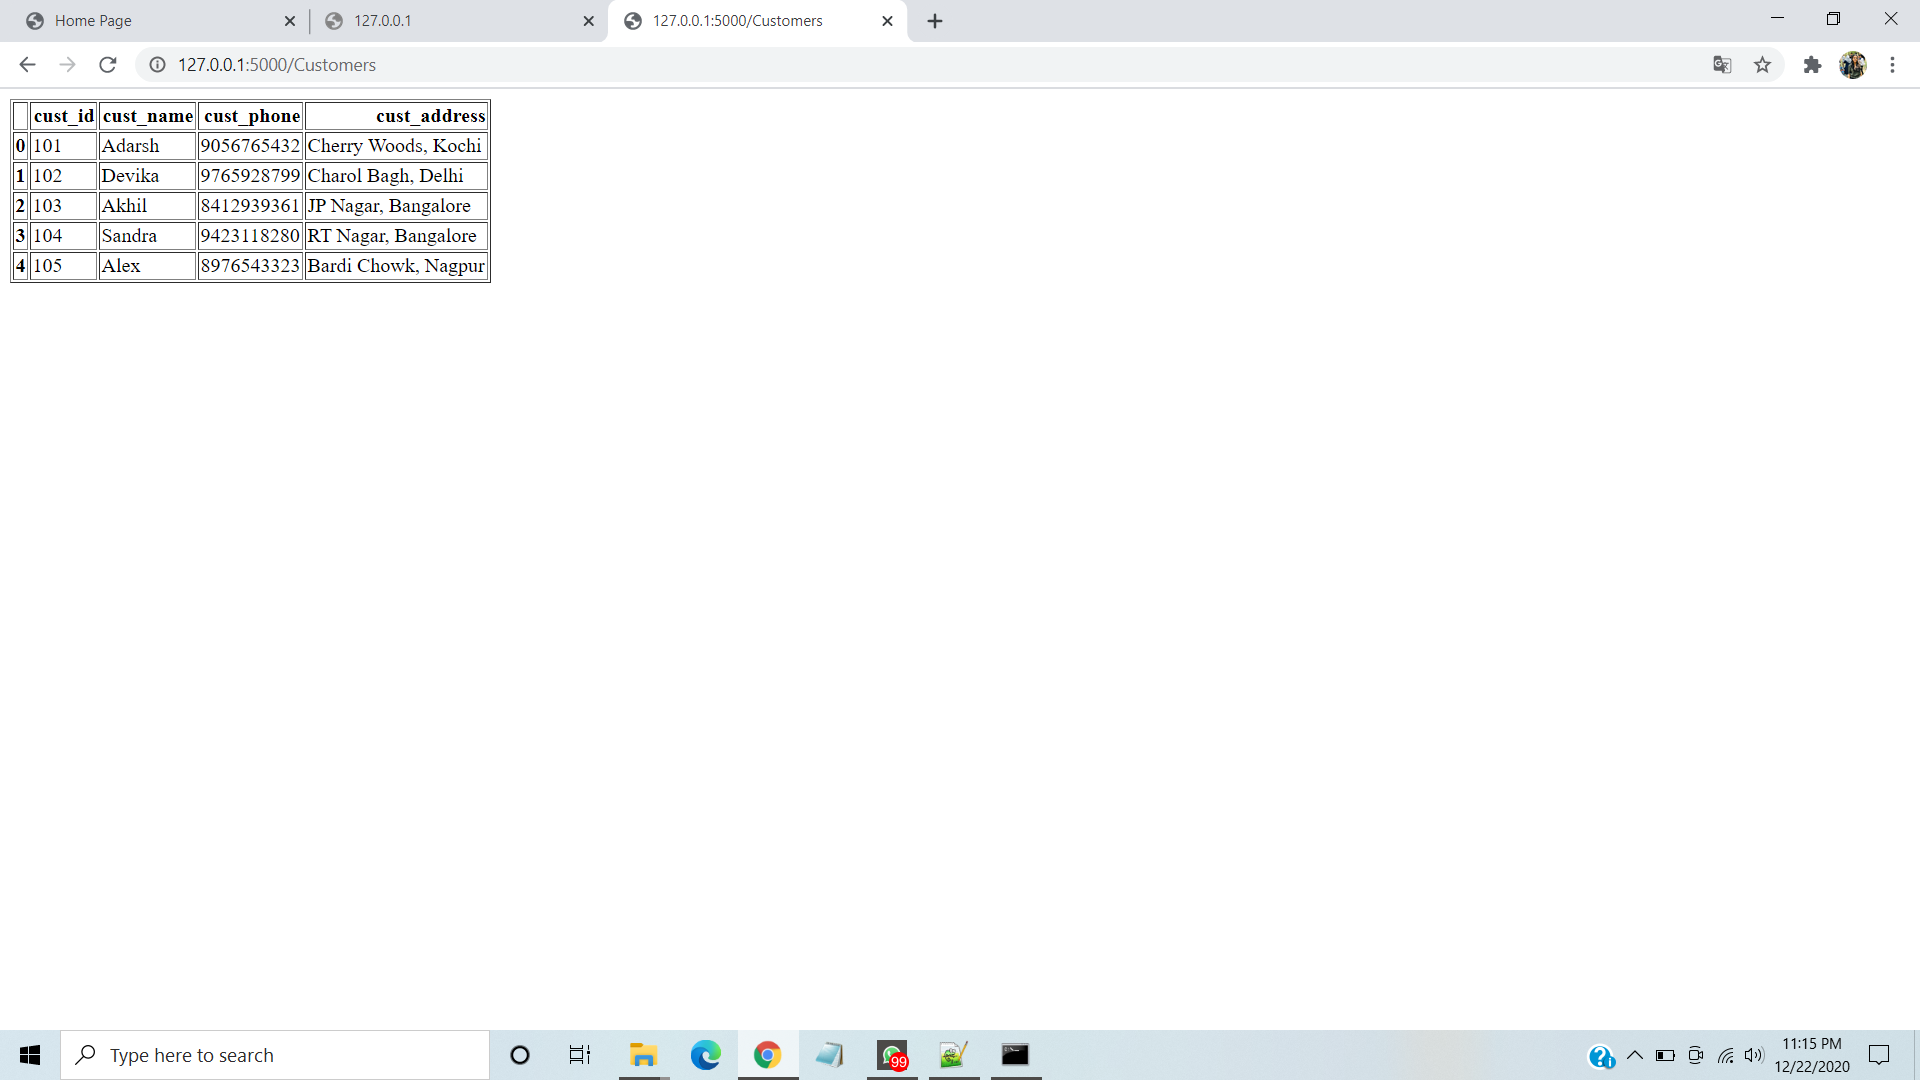 Home Page
127.0.0.1
127.0.0.1:5000/Customers
127.0.0.1:5000/Customers
cust_id cust_name cust_phone cust_address
0 101 Adarsh 9056765432 Cherry Woods, Kochi
1 102 Devika 9765928799 Charol Bagh, Delhi
2 103 Akhil 8412939361 JP Nagar, Bangalore
3 104 Sandra 9423118280 RT Nagar, Bangalore
4 105 Alex 8976543323 Bardi Chowk, Nagpur
Type here to search
99
11:15 PM
12/22/2020